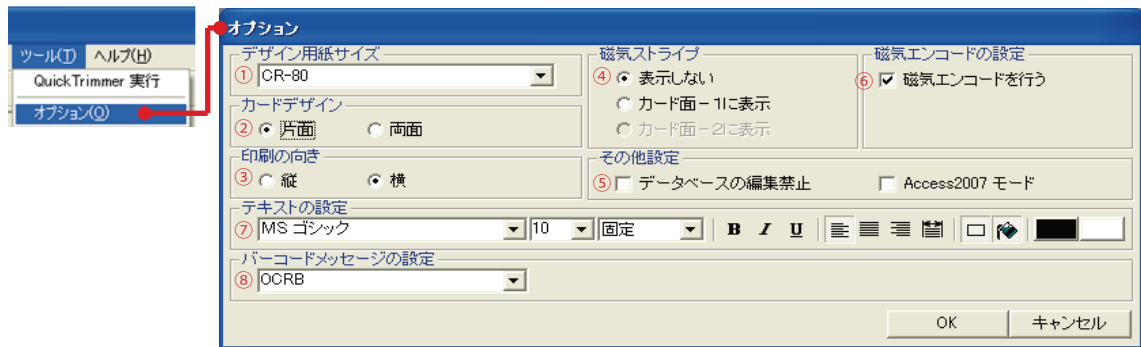 ツール(T) ヘルプ(H)
QuickTrimmer 実行
オプション(O)
オプション
デザイン用紙サイズ
① CR-80
カードデザイン
② 片面 両面
印刷の向き
③ 縦 横
磁気ストライプ
④ 表示しない
カード面-1に表示
カード面-2に表示
磁気エンコードの設定
⑥ 磁気エンコードを行う
その他設定
⑤ データベースの編集禁止 Access2007 モード
テキストの設定
⑦ MS ゴシック 10 固定 B I U
バーコードメッセージの設定
⑧ OCRB
OK キャンセル